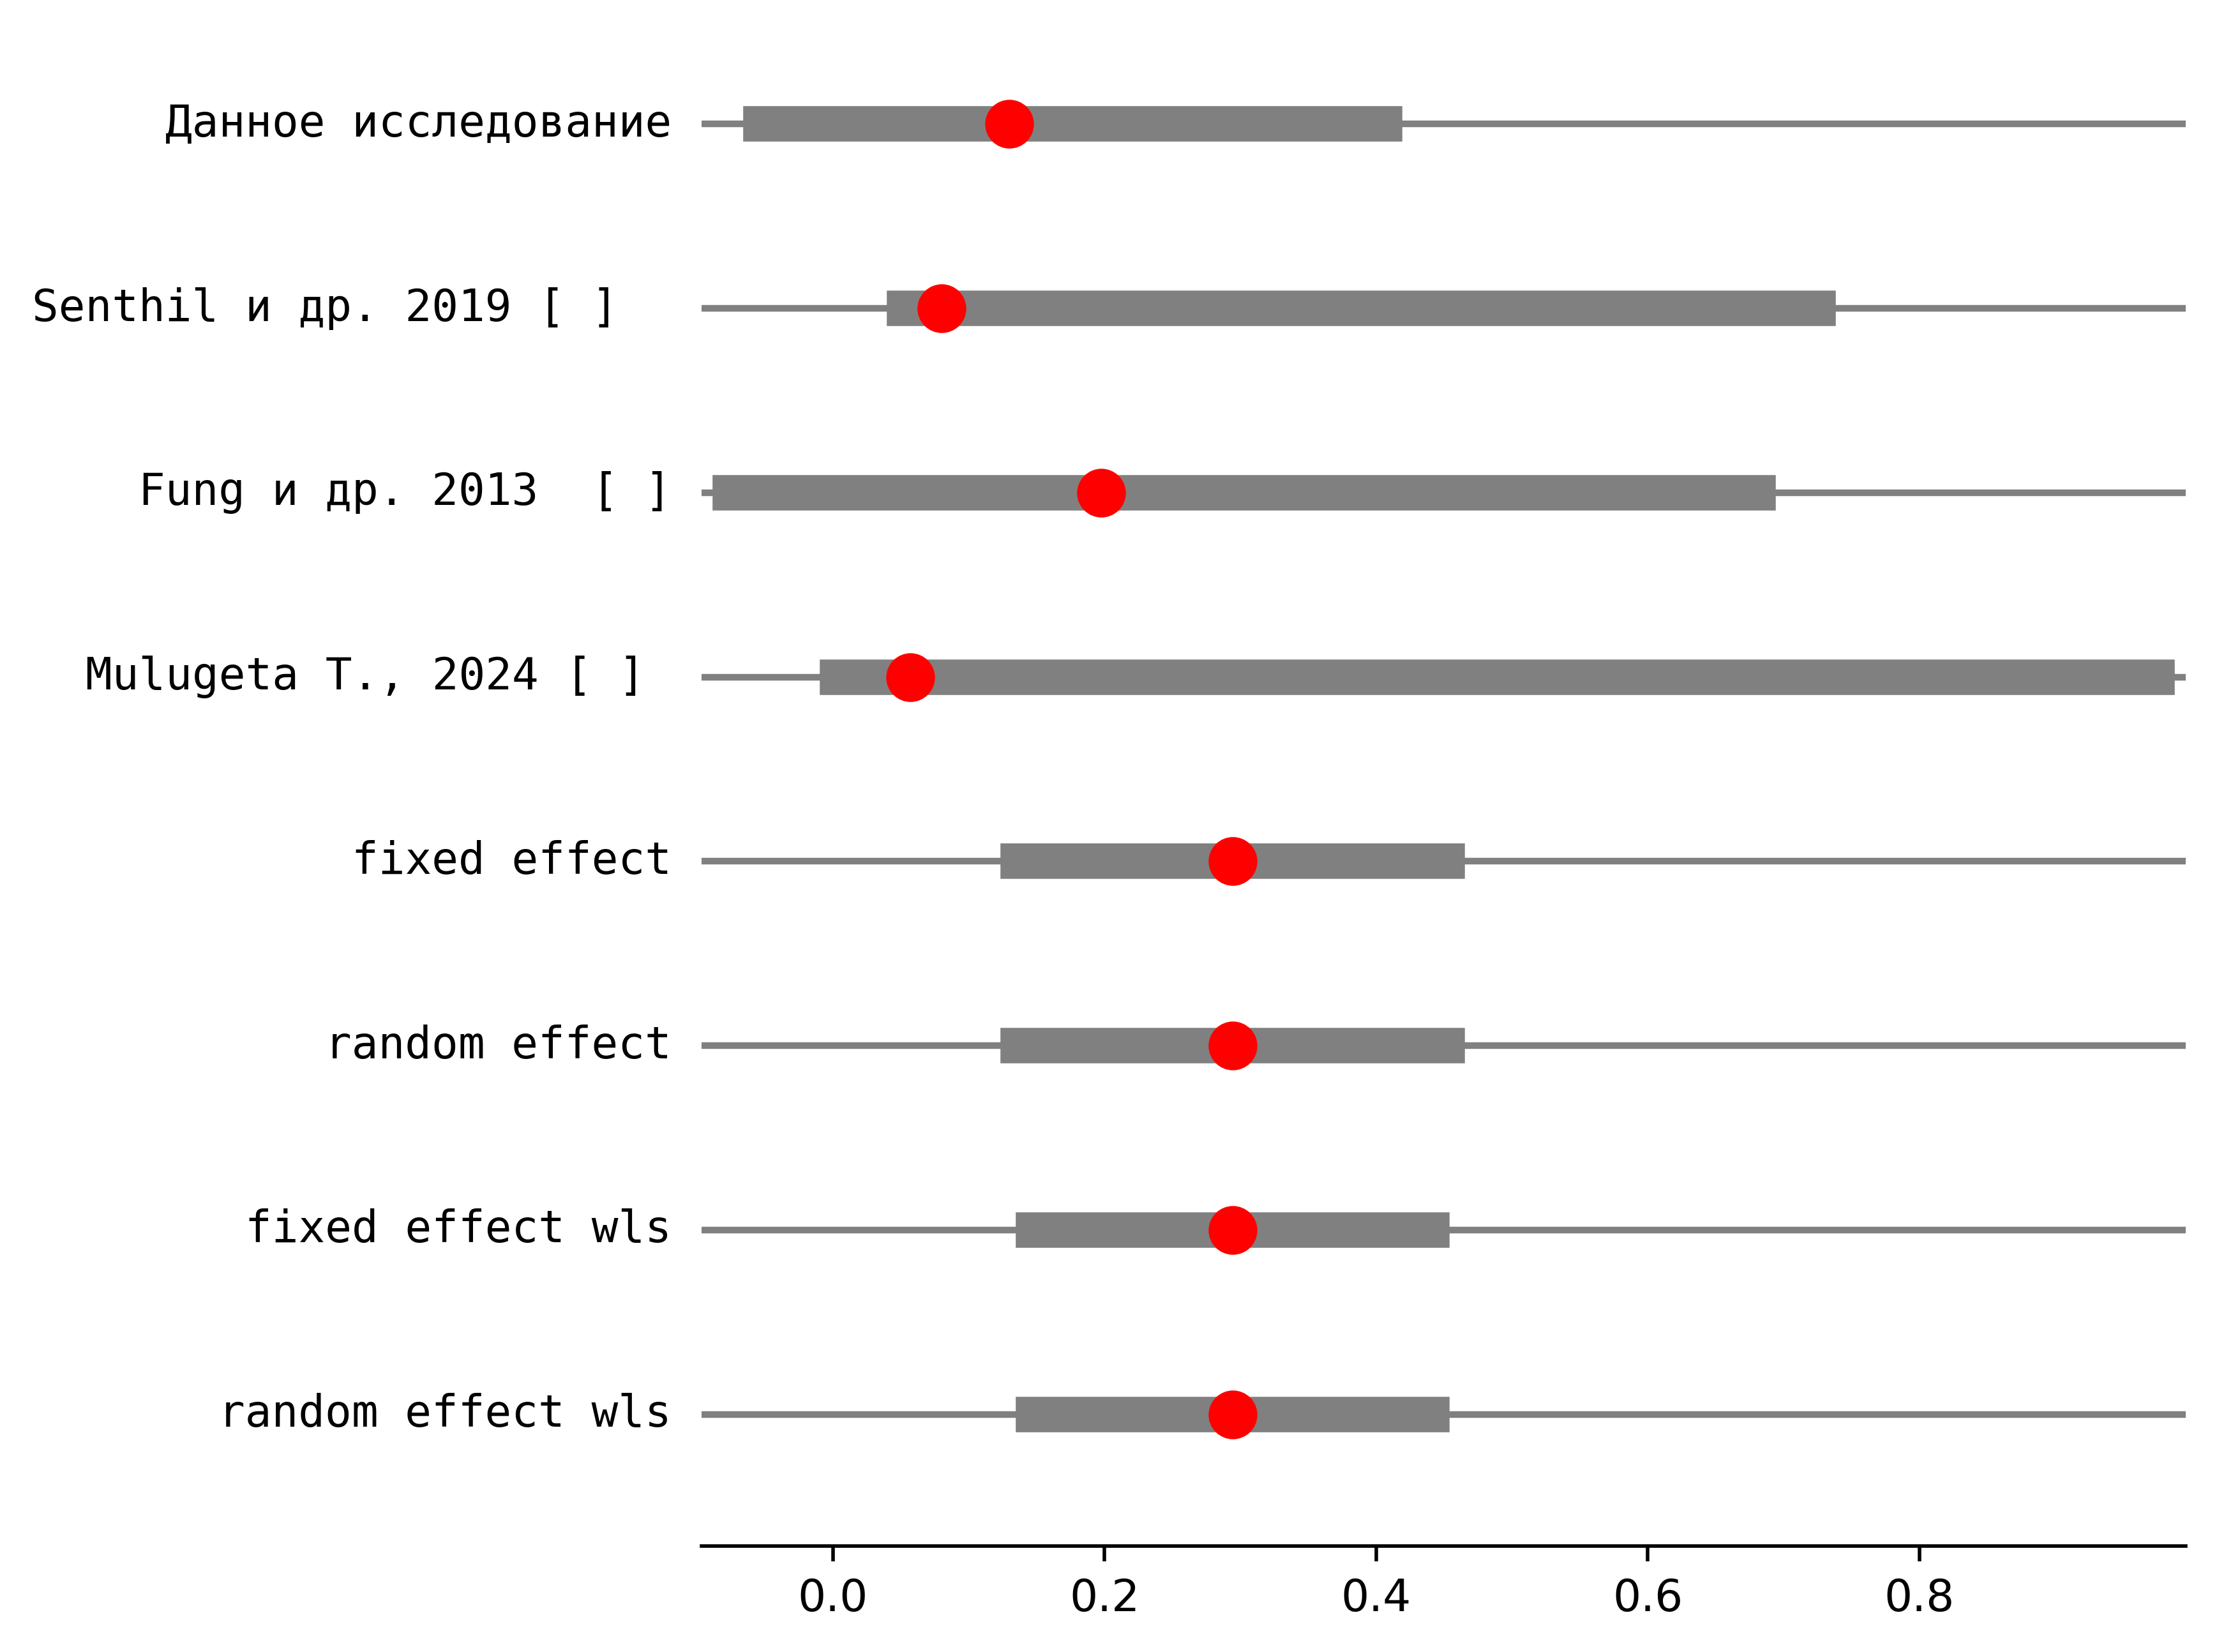 Данное исследование
Senthil и др. 2019 [ ]
Fung и др. 2013  [ ]
Mulugeta T., 2024 [ ]
fixed effect
random effect
fixed effect wls
random effect wls
0.0 0.2 0.4 0.6 0.8